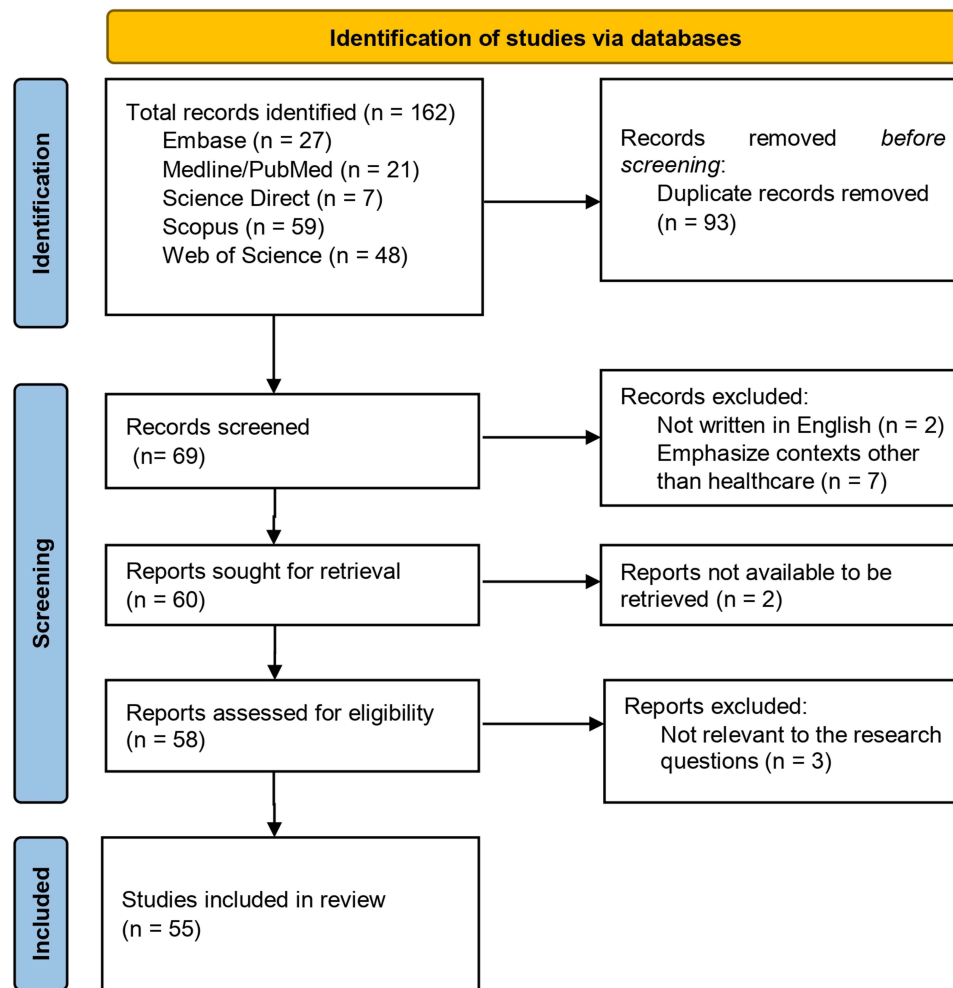 Identification of studies via databases
Identification
Total records identified (n = 162)
Embase (n = 27)
Medline/PubMed (n = 21)
Science Direct (n = 7)
Scopus (n = 59)
Web of Science (n = 48)
Records removed before
screening:
Duplicate records removed
(n = 93)
Screening
Records screened
(n= 69)
Records excluded:
Not written in English (n = 2)
Emphasize contexts other
than healthcare (n = 7)
Reports sought for retrieval
(n = 60)
Reports not available to be
retrieved (n = 2)
Reports assessed for eligibility
(n = 58)
Reports excluded:
Not relevant to the research
questions (n = 3)
Included
Studies included in review
(n = 55)